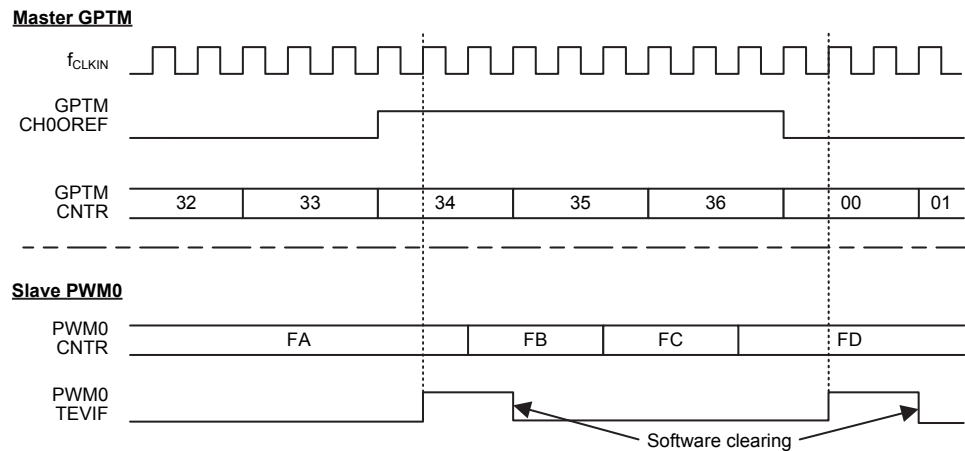 Master GPTM
fCLKIN
GPTM
CH0OREF
GPTM
CNTR
32 33 34 35 36 00 01
Slave PWM0
PWM0
CNTR
FA FB FC FD
PWM0
TEVIF
Software clearing